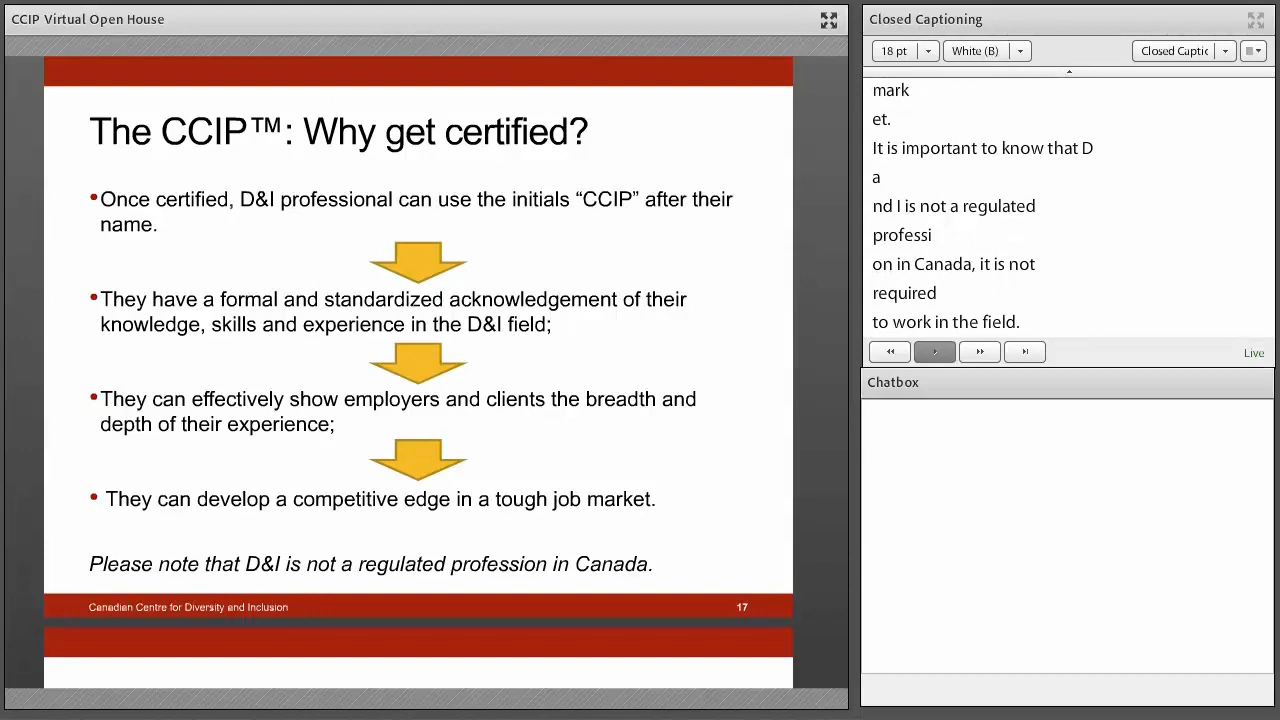 CCIP Virtual Open House
The CCIP™: Why get certified?
•Once certified, D&I professional can use the initials “CCIP” after their
name.
•They have a formal and standardized acknowledgement of their
knowledge, skills and experience in the D&I field;
•They can effectively show employers and clients the breadth and
depth of their experience;
• They can develop a competitive edge in a tough job market.
Please note that D&I is not a regulated profession in Canada.
Canadian Centre for Diversity and Inclusion 17
Closed Captioning
18 pt White (B) Closed Captic
mark
et.
It is important to know that D
a
nd I is not a regulated
professi
on in Canada, it is not
required
to work in the field.
Live
Chatbox